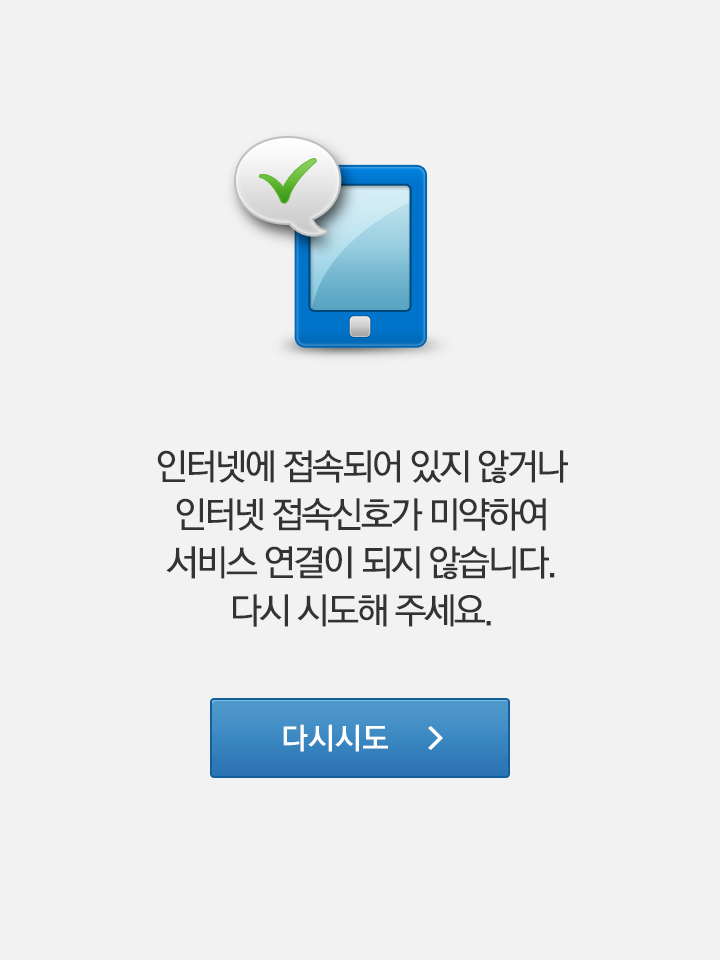 인터넷에 접속되어 있지 않거나
인터넷 접속신호가 미약하여
서비스 연결이 되지 않습니다.
다시 시도해 주세요.
다시시도